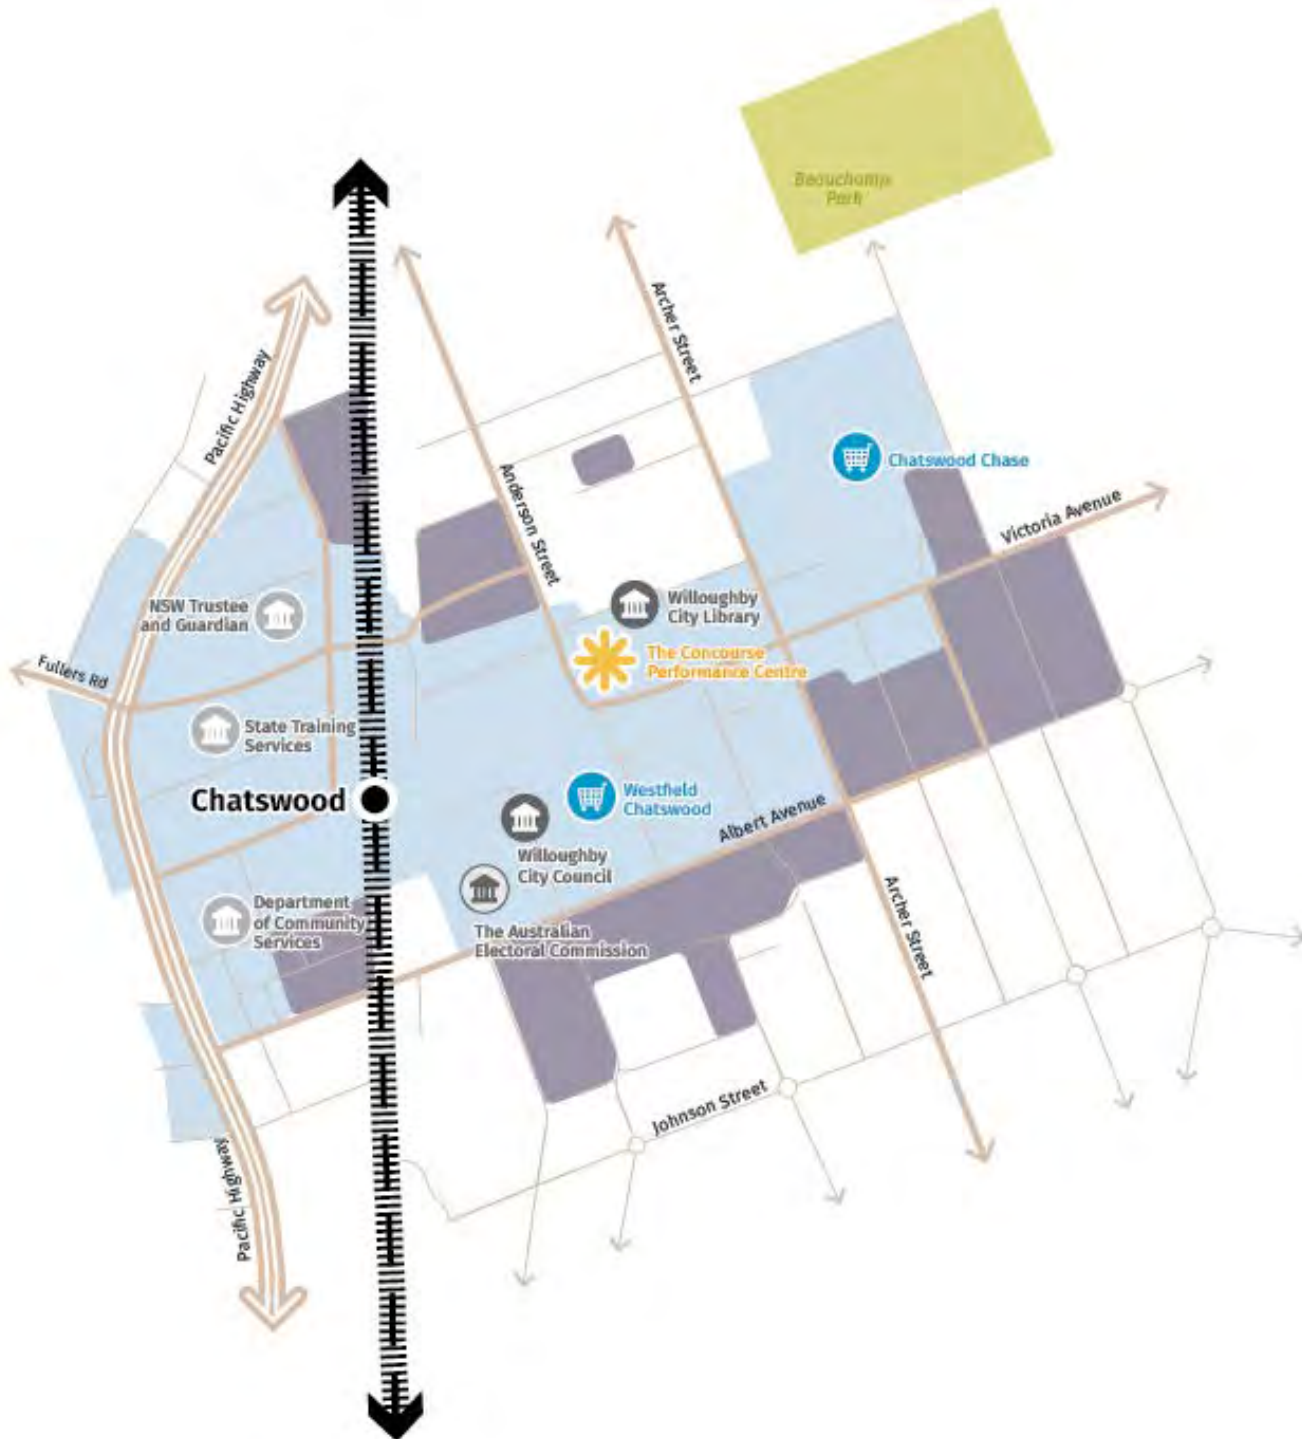 Beauchamp
Park
Archer Street
Pacific Highway
Chatswood Chase
Anderson Street
Victoria Avenue
NSW Trustee
and Guardian
Willoughby
City Library
The Concourse
Performance Centre
Fullers Rd
State Training
Services
Chatswood
Westfield
Chatswood
Albert Avenue
Willoughby
City Council
Department
of Community
Services
The Australian
Electoral Commission
Archer Street
Johnson Street
Pacific Highway